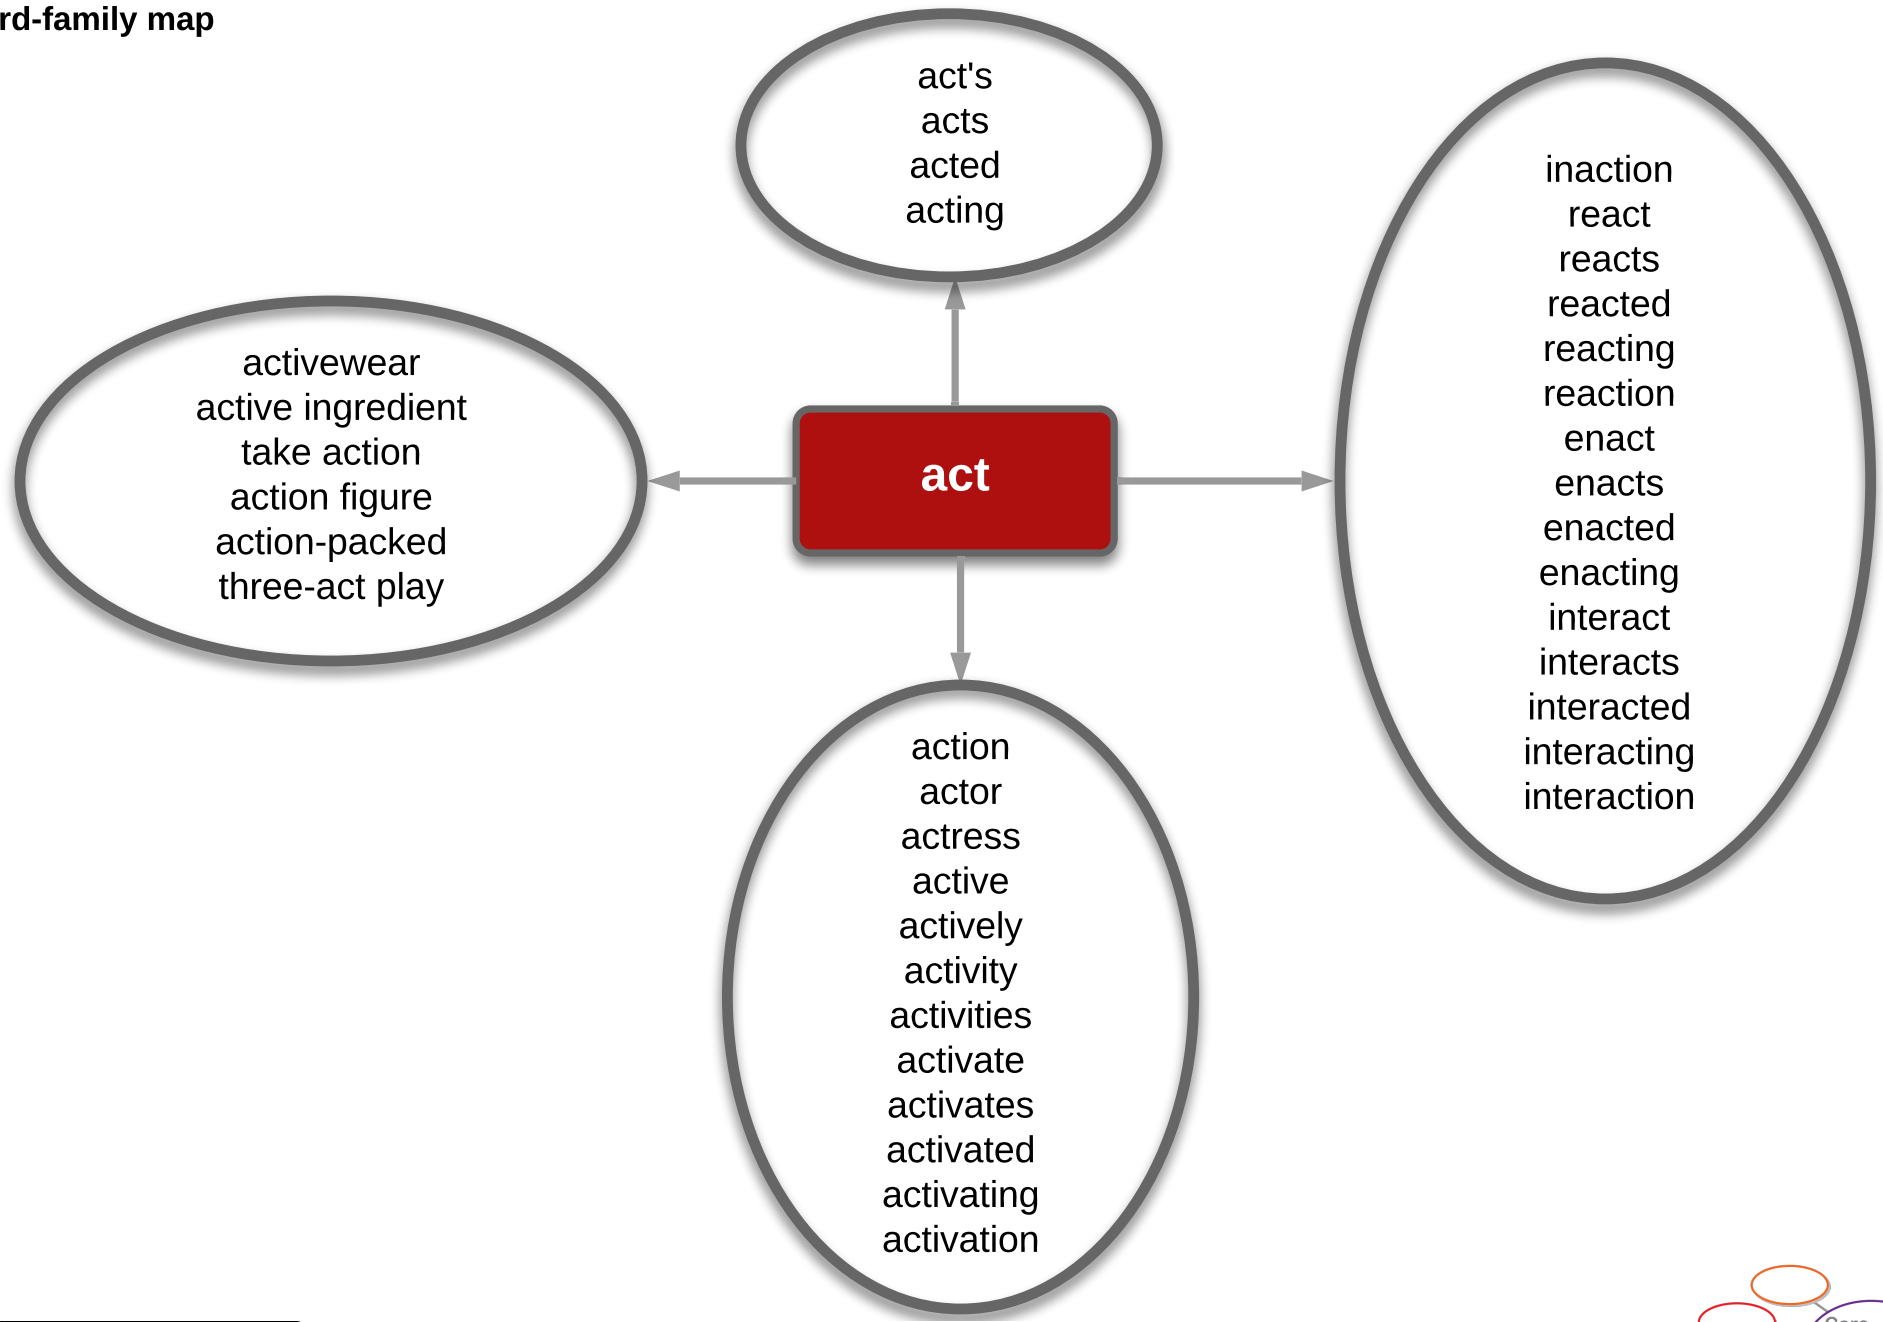 rd-family map
act's
acts
acted
acting
inaction
react
reacts
reacted
reacting
reaction
enact
enacts
enacted
enacting
interact
interacts
interacted
interacting
interaction
activewear
active ingredient
take action
action figure
action-packed
three-act play
act
action
actor
actress
active
actively
activity
activities
activate
activates
activated
activating
activation